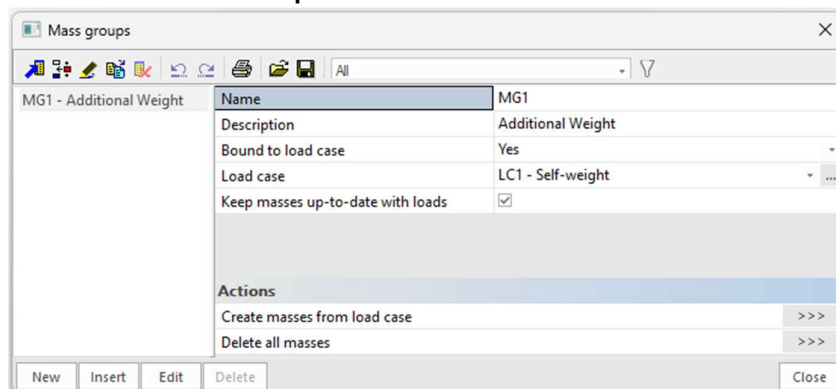 Mass groups
All
MG1 - Additional Weight
Name MG1
Description Additional Weight
Bound to load case Yes
Load case LC1 - Self-weight ...
Keep masses up-to-date with loads
Actions
Create masses from load case >>>
Delete all masses >>>
New Insert Edit Delete Close